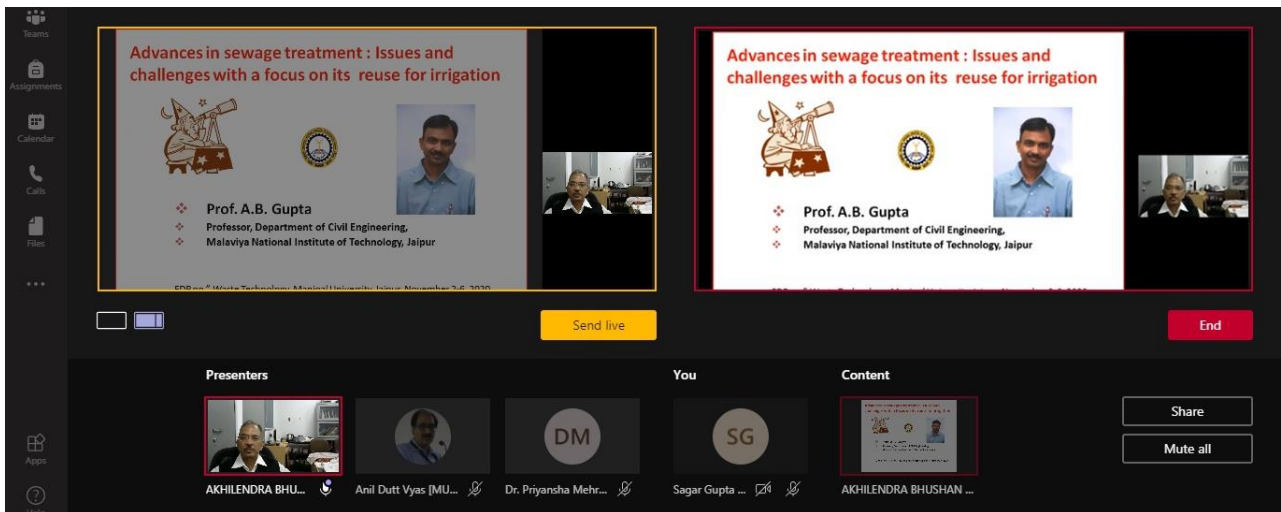 Teams
Assignments
Calendar
Calls
Files
Apps
Help
Advances in sewage treatment : Issues and
challenges with a focus on its reuse for irrigation
Prof. A.B. Gupta
Professor, Department of Civil Engineering,
Malaviya National Institute of Technology, Jaipur
Advances in sewage treatment : Issues and
challenges with a focus on its reuse for irrigation
Prof. A.B. Gupta
Professor, Department of Civil Engineering,
Malaviya National Institute of Technology, Jaipur
Send live
End
Presenters
You
Content
DM
SG
AKHILENDRA BHU...
Anil Dutt Vyas [MU...
Dr. Priyansha Mehr...
Sagar Gupta ...
AKHILENDRA BHUSHAN ...
Share
Mute all